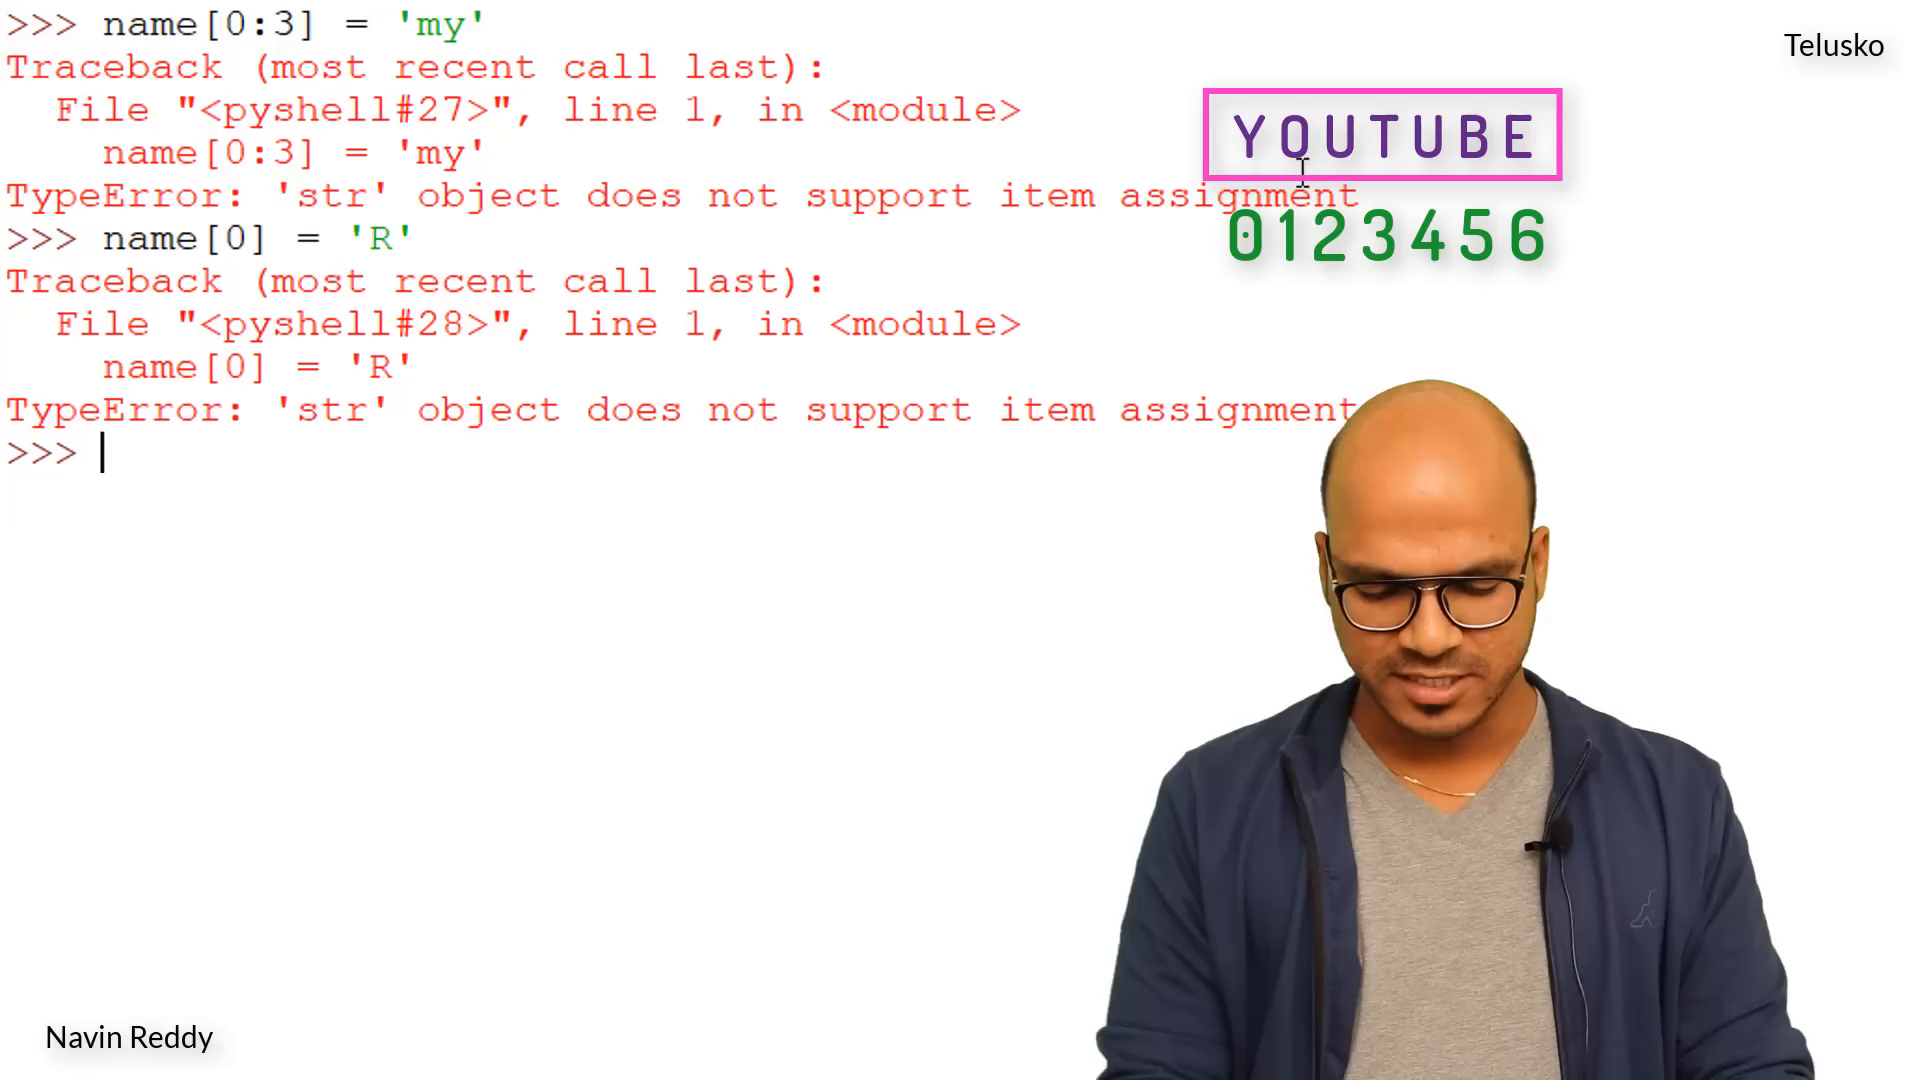 >>> name[0:3] = 'my'
Traceback (most recent call last):
  File "<pyshell#27>", line 1, in <module>
    name[0:3] = 'my'
TypeError: 'str' object does not support item assignment
>>> name[0] = 'R'
Traceback (most recent call last):
  File "<pyshell#28>", line 1, in <module>
    name[0] = 'R'
TypeError: 'str' object does not support item assignment
>>>
Telusko
YOUTUBE
0123456
Navin Reddy